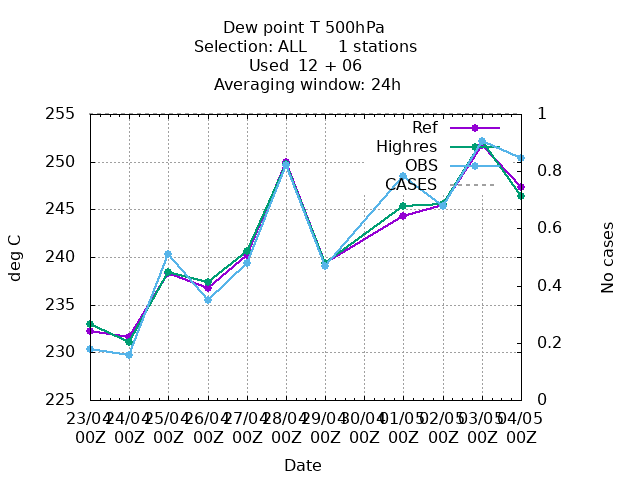 Dew point T 500hPa
Selection: ALL 1 stations
Used 12 + 06
Averaging window: 24h
255 1
Ref
Highres
250 0.8
OBS
CASES
245
0.6
deg C
240
No cases
0.4
235
0.2
230
225 0
23/04 24/04 25/04 26/04 27/04 28/04 29/04 30/04 01/05 02/05 03/05 04/05
00Z 00Z 00Z 00Z 00Z 00Z 00Z 00Z 00Z 00Z 00Z 00Z
Date